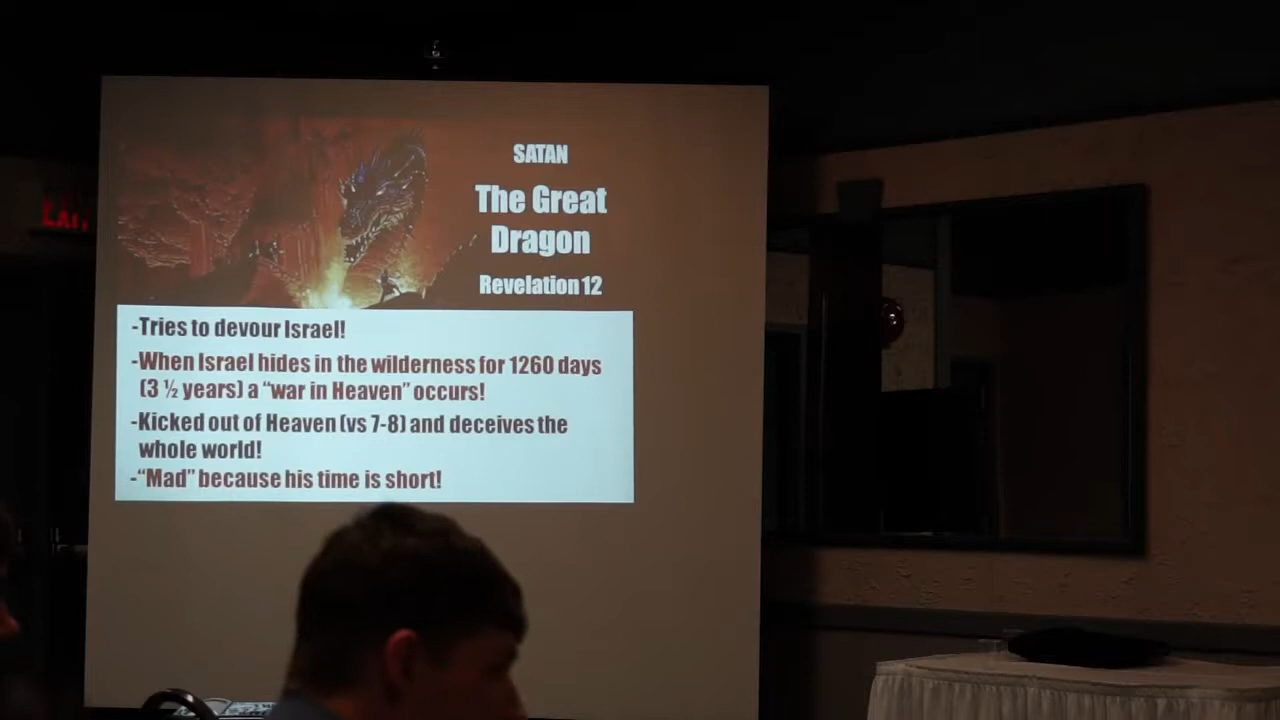 EXIT
SATAN
The Great
Dragon
Revelation 12
-Tries to devour Israel!
-When Israel hides in the wilderness for 1260 days
(3 ½ years) a “war in Heaven” occurs!
-Kicked out of Heaven (vs 7-8) and deceives the
whole world!
-“Mad” because his time is short!